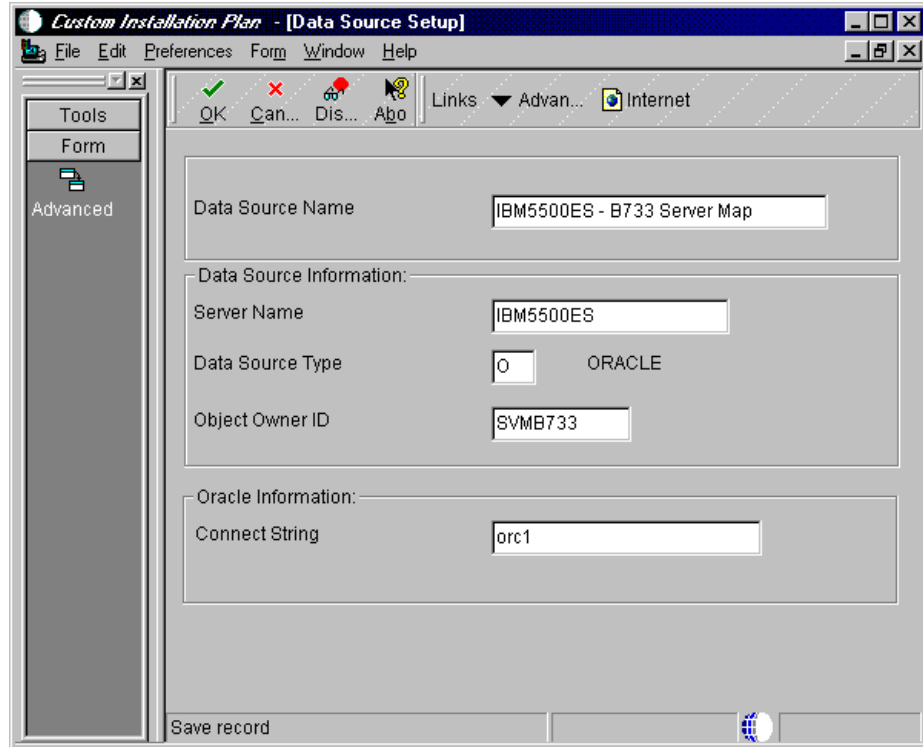 Custom Installation Plan - [Data Source Setup]
File Edit Preferences Form Window Help
Tools
Form
Advanced
OK Can... Dis... Abo Links Advan... Internet
Data Source Name IBM5500ES - B733 Server Map
Data Source Information:
Server Name IBM5500ES
Data Source Type O ORACLE
Object Owner ID SVMB733
Oracle Information:
Connect String orc1
Save record